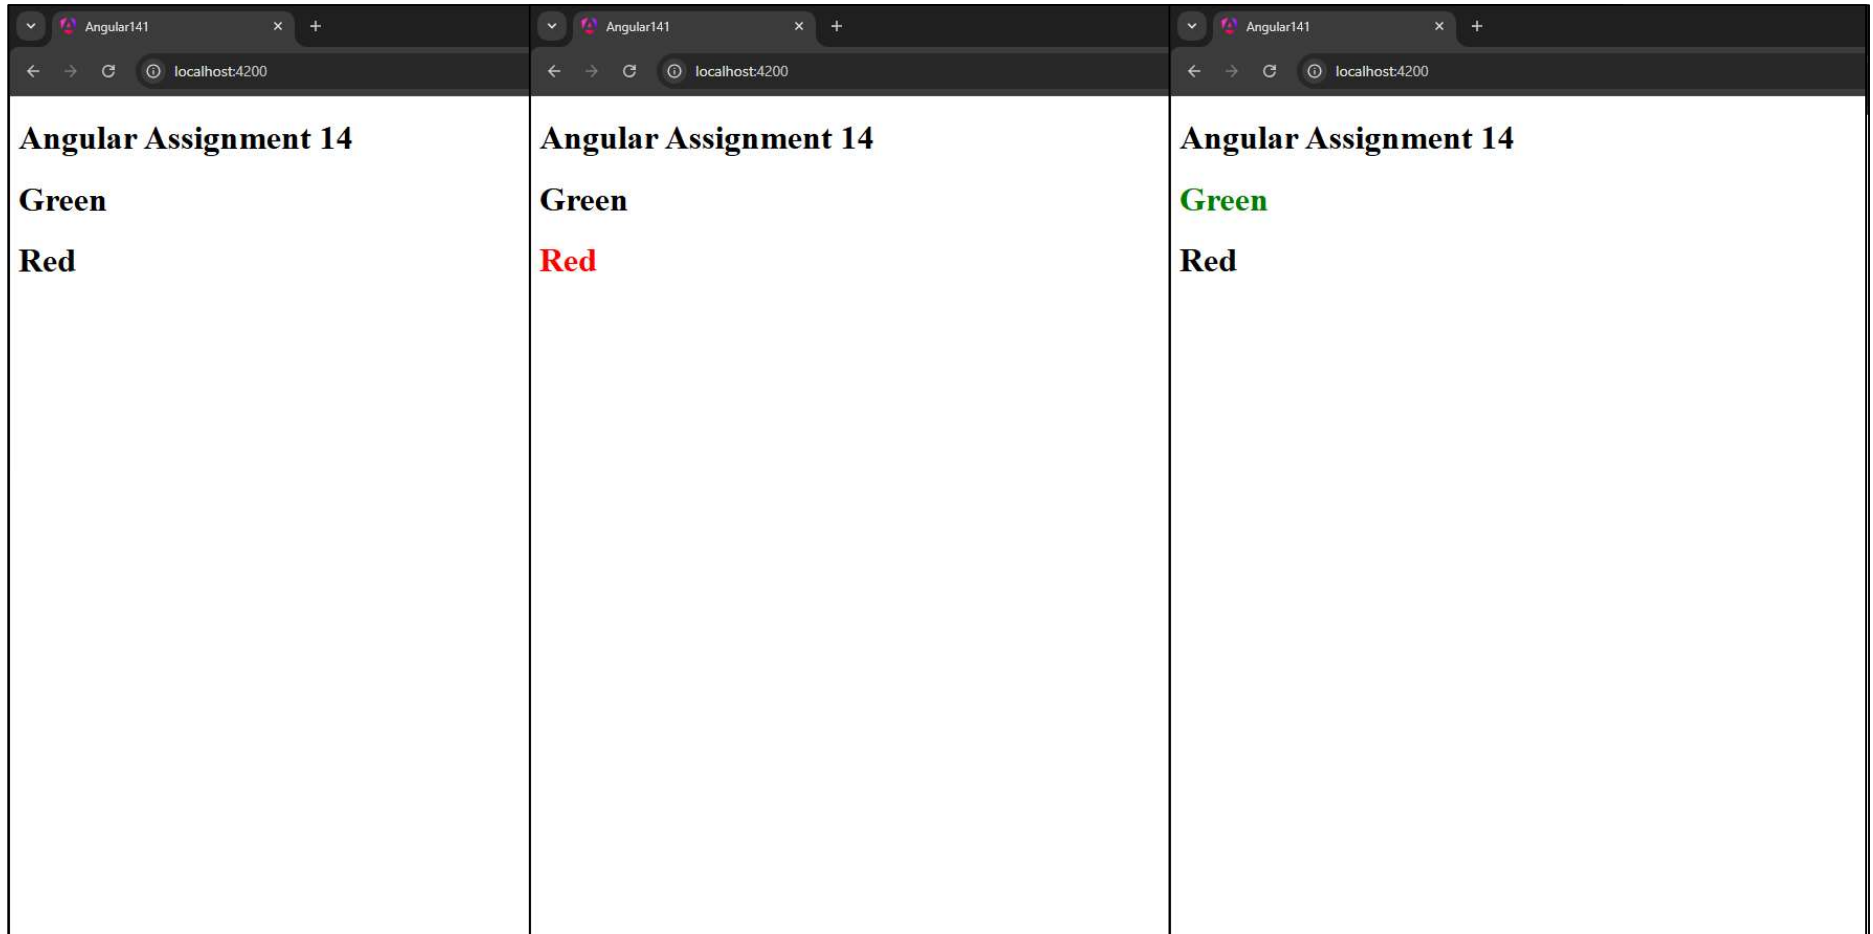 Angular141
localhost:4200
Angular Assignment 14
Green
Red
Angular141
localhost:4200
Angular Assignment 14
Green
Red
Angular141
localhost:4200
Angular Assignment 14
Green
Red